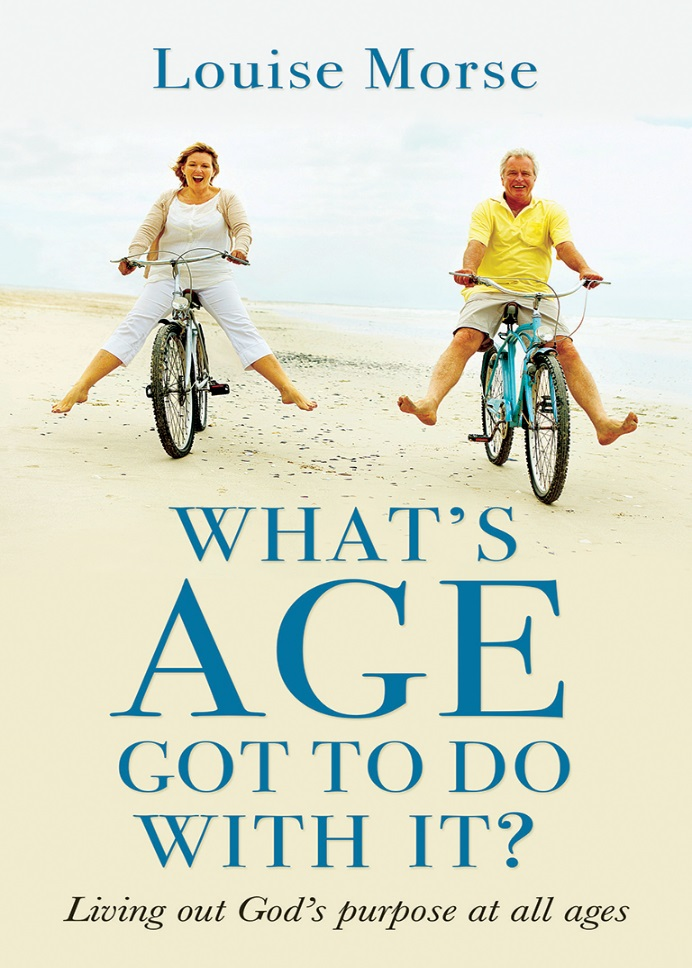 Louise Morse
WHAT'S
AGE
GOT TO DO
WITH IT?
Living out God's purpose at all ages